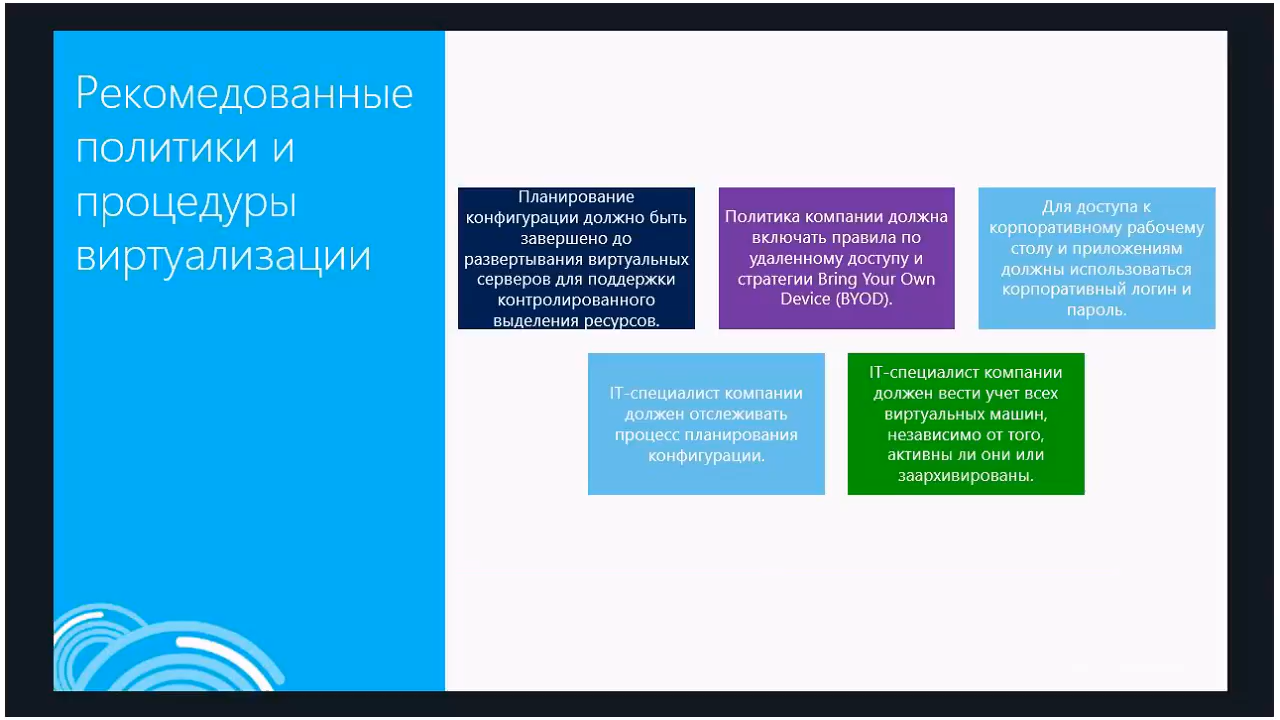 Рекомедованные
политики и
процедуры
виртуализации
Планирование
конфигурации должно быть
завершено до
развертывания виртуальных
серверов для поддержки
контролированного
выделения ресурсов.
Политика компании должна
включать правила по
удаленному доступу и
стратегии Bring Your Own
Device (BYOD).
Для доступа к
корпоративному рабочему
столу и приложениям
должны использоваться
корпоративный логин и
пароль.
IT-специалист компании
должен отслеживать
процесс планирования
конфигурации.
IT-специалист компании
должен вести учет всех
виртуальных машин,
независимо от того,
активны ли они или
заархивированы.